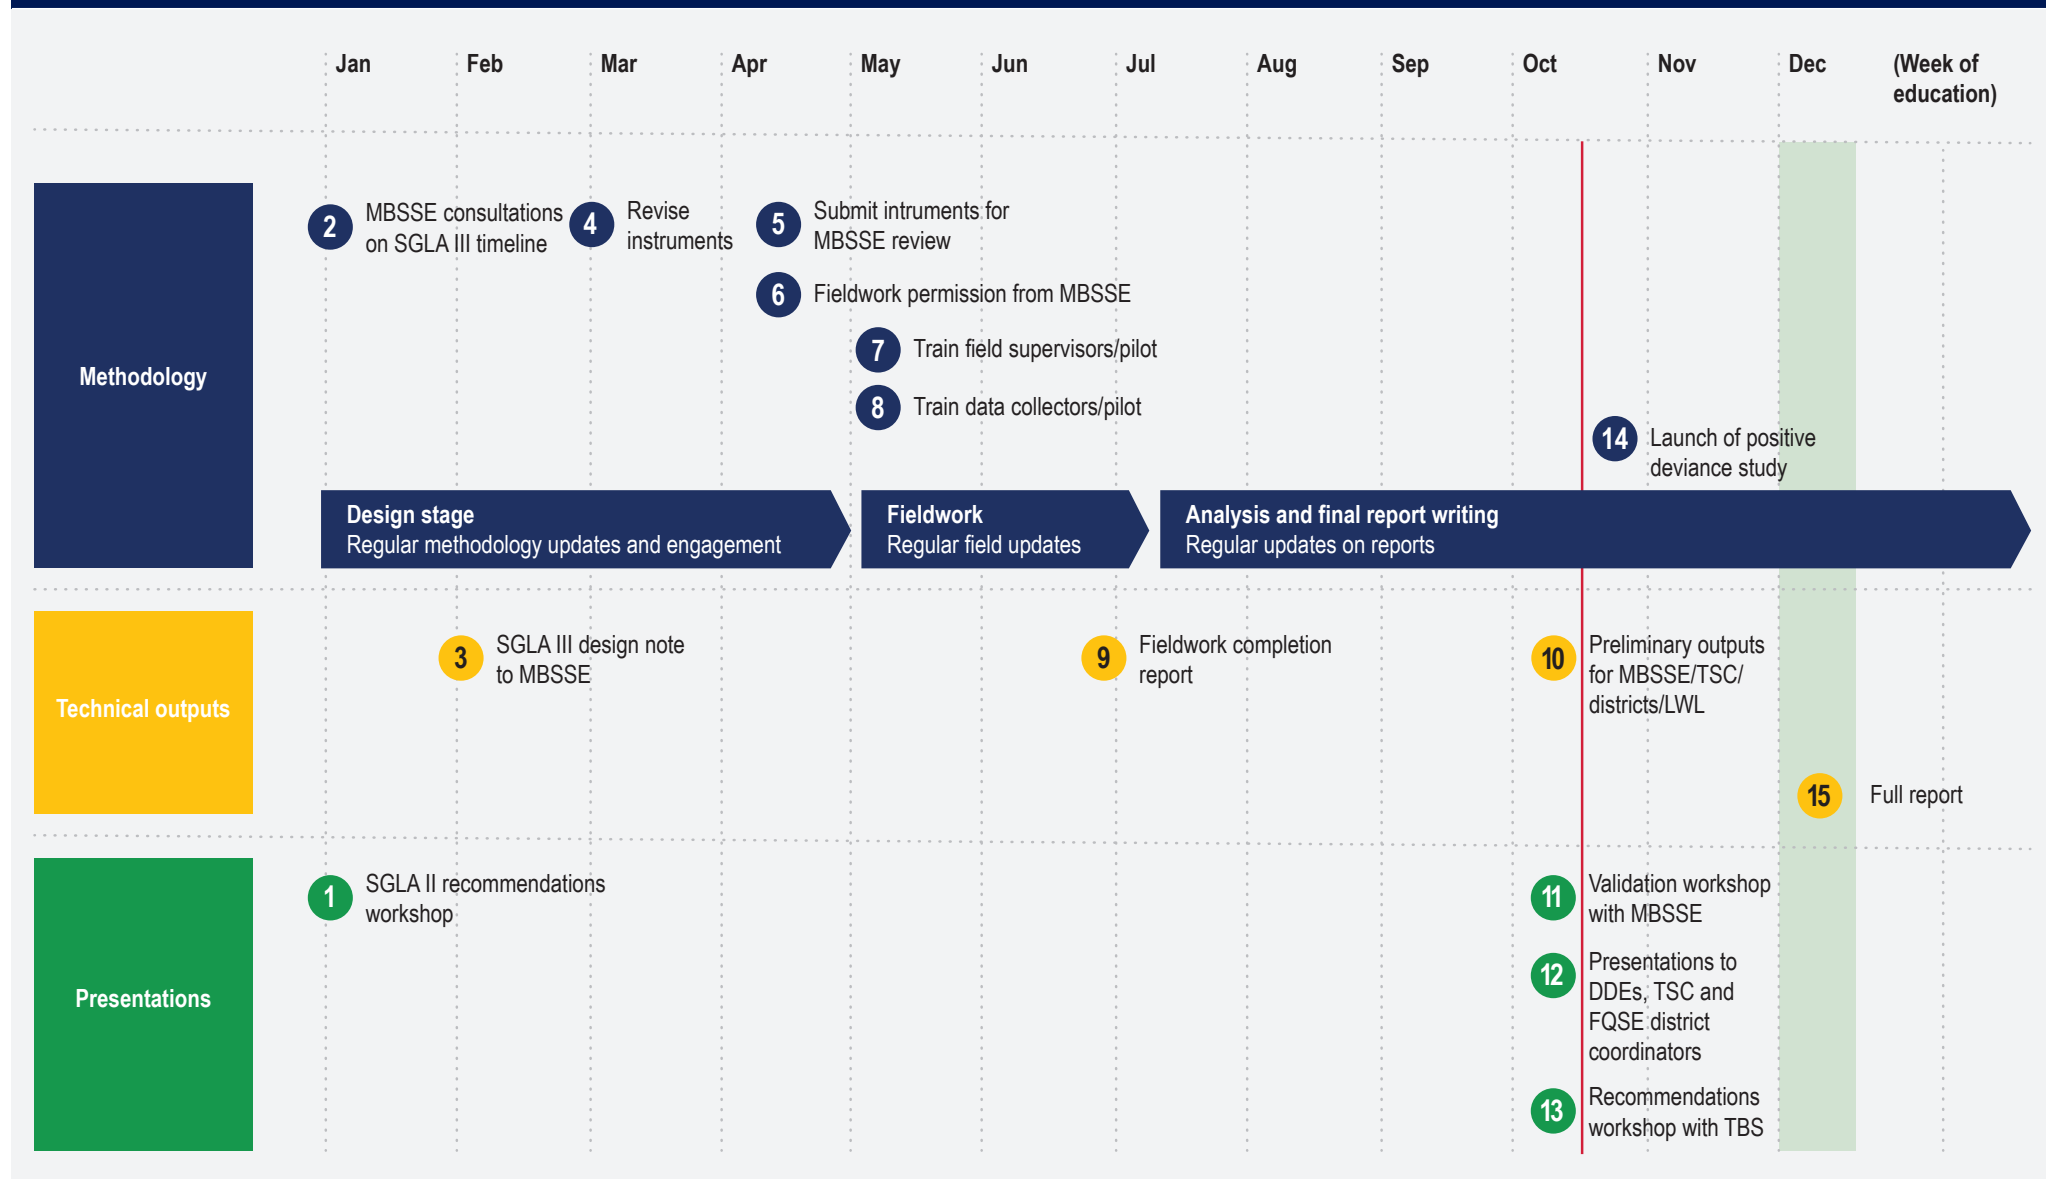 Jan
Feb
Mar
Apr
May
Jun
Jul
Aug
Sep
Oct
Nov
Dec
(Week of
education)
Methodology
2
MBSSE consultations
on SGLA III timeline
4
Revise
instruments
5
Submit intruments for
MBSSE review
6
Fieldwork permission from MBSSE
7
Train field supervisors/pilot
8
Train data collectors/pilot
14
Launch of positive
deviance study
Design stage
Regular methodology updates and engagement
Fieldwork
Regular field updates
Analysis and final report writing
Regular updates on reports
Technical outputs
3
SGLA III design note
to MBSSE
9
Fieldwork completion
report
10
Preliminary outputs
for MBSSE/TSC/
districts/LWL
15
Full report
Presentations
1
SGLA II recommendations
workshop
11
Validation workshop
with MBSSE
12
Presentations to
DDEs, TSC and
FQSE district
coordinators
13
Recommendations
workshop with TBS